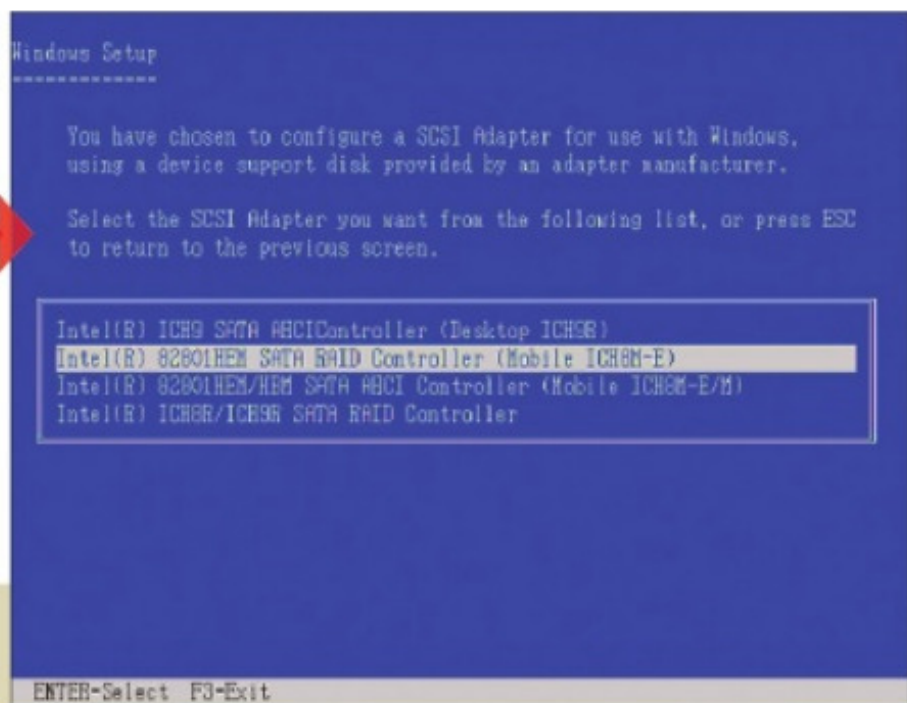 Windows Setup
=============
You have chosen to configure a SCSI Adapter for use with Windows,
using a device support disk provided by an adapter manufacturer.
Select the SCSI Adapter you want from the following list, or press ESC
to return to the previous screen.
Intel(R) ICH9 SATA AHCIController (Desktop ICH9R)
Intel(R) 82801HEM SATA RAID Controller (Mobile ICH8M-E)
Intel(R) 82801HEM/HBM SATA AHCI Controller (Mobile ICH8M-E/M)
Intel(R) ICH8R/ICH9R SATA RAID Controller
ENTER=Select F3=Exit